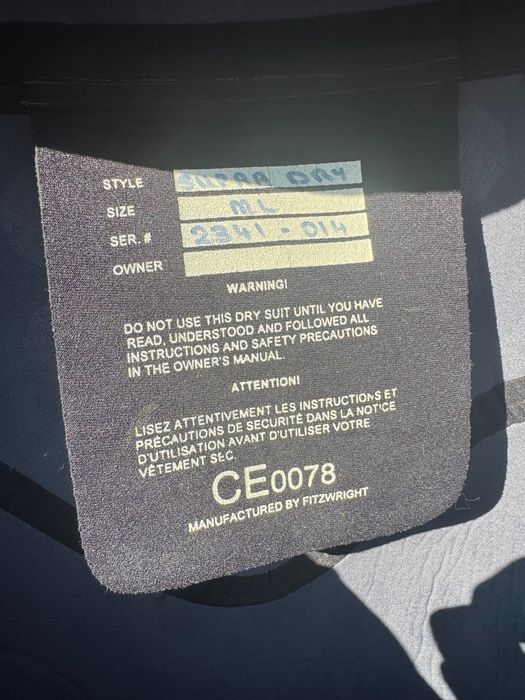 STYLE SUPRA DRY
SIZE ML
SER. # 2341-014
OWNER
WARNING!
DO NOT USE THIS DRY SUIT UNTIL YOU HAVE
READ, UNDERSTOOD AND FOLLOWED ALL
INSTRUCTIONS AND SAFETY PRECAUTIONS
IN THE OWNER'S MANUAL.
ATTENTION!
LISEZ ATTENTIVEMENT LES INSTRUCTIONS ET
PRÉCAUTIONS DE SECURITÉ DANS LA NOTICE
D'UTILISATION AVANT D'UTILISER VOTRE
VÊTEMENT SEC.
CE0078
MANUFACTURED BY FITZWRIGHT